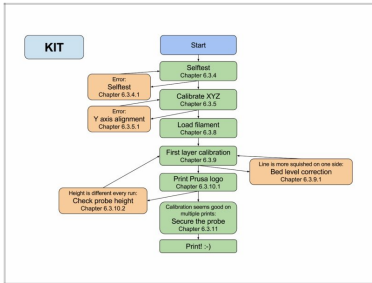 KIT
Start
Selftest
Chapter 6.3.4
Error:
Selftest
Chapter 6.3.4.1
Calibrate XYZ
Chapter 6.3.5
Error:
Y axis alignment
Chapter 6.3.5.1
Load filament
Chapter 6.3.8
First layer calibration
Chapter 6.3.9
Line is more squished on one side:
Bed level correction
Chapter 6.3.9.1
Print Prusa logo
Chapter 6.3.10.1
Height is different every run:
Check probe height
Chapter 6.3.10.2
Calibration seems good on
multiple prints:
Secure the probe
Chapter 6.3.11
Print! :-)